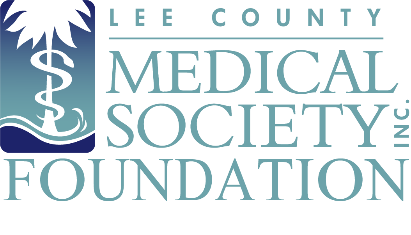 LEE COUNTY
MEDICAL
SOCIETY INC.
FOUNDATION